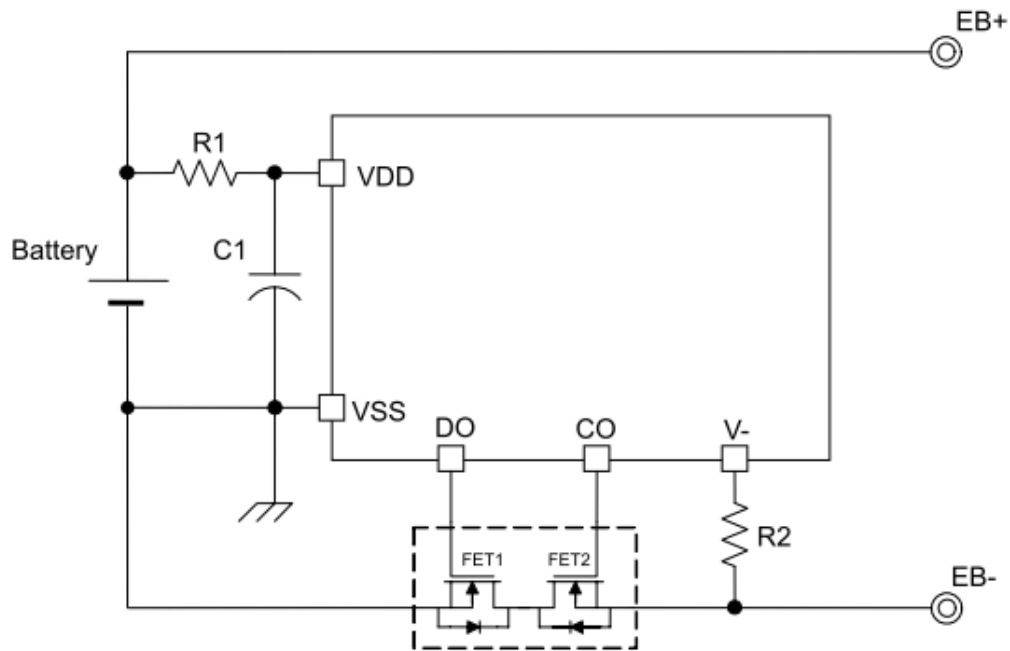 EB+
R1
VDD
Battery
C1
VSS
DO
CO
V-
FET1
FET2
R2
EB-